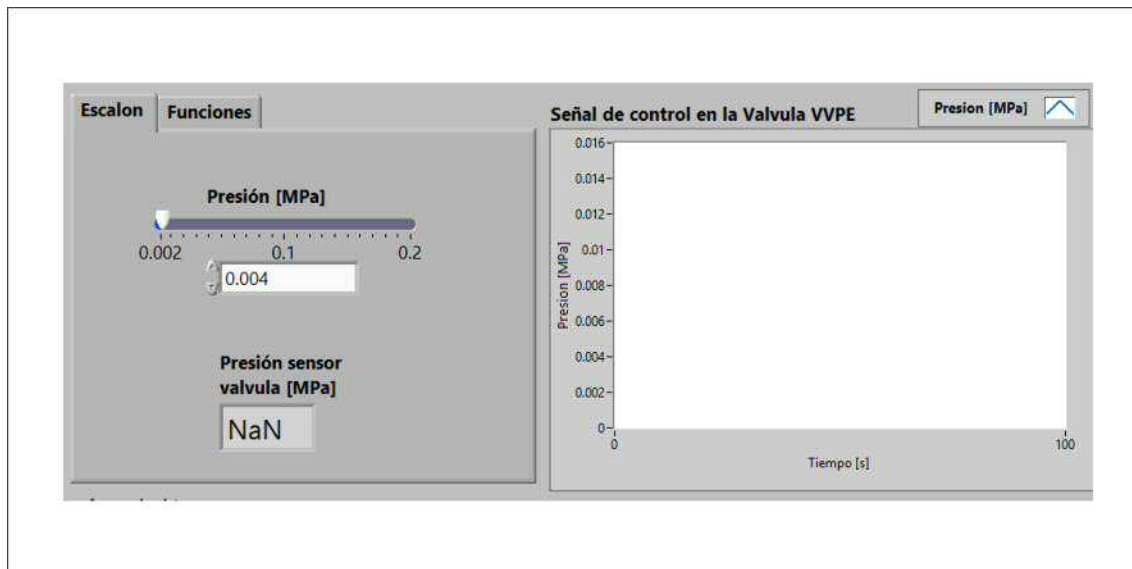 Escalon
Funciones
Presión [MPa]
0.002
0.1
0.2
0.004
Presión sensor
valvula [MPa]
NaN
Señal de control en la Valvula VVPE
Presion [MPa]
0.016
0.014
0.012
0.01
0.008
0.006
0.004
0.002
0
Presion [MPa]
0
100
Tiempo [s]